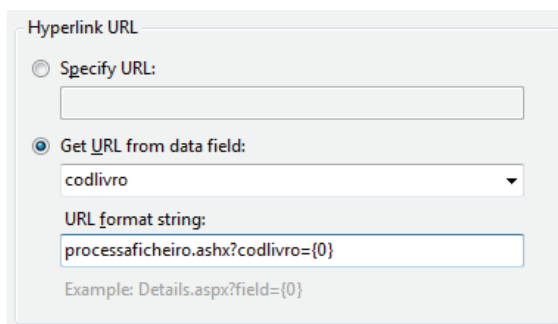 Hyperlink URL
Specify URL:
Get URL from data field:
codlivro
URL format string:
processaficheiro.ashx?codlivro={0}
Example: Details.aspx?field={0}